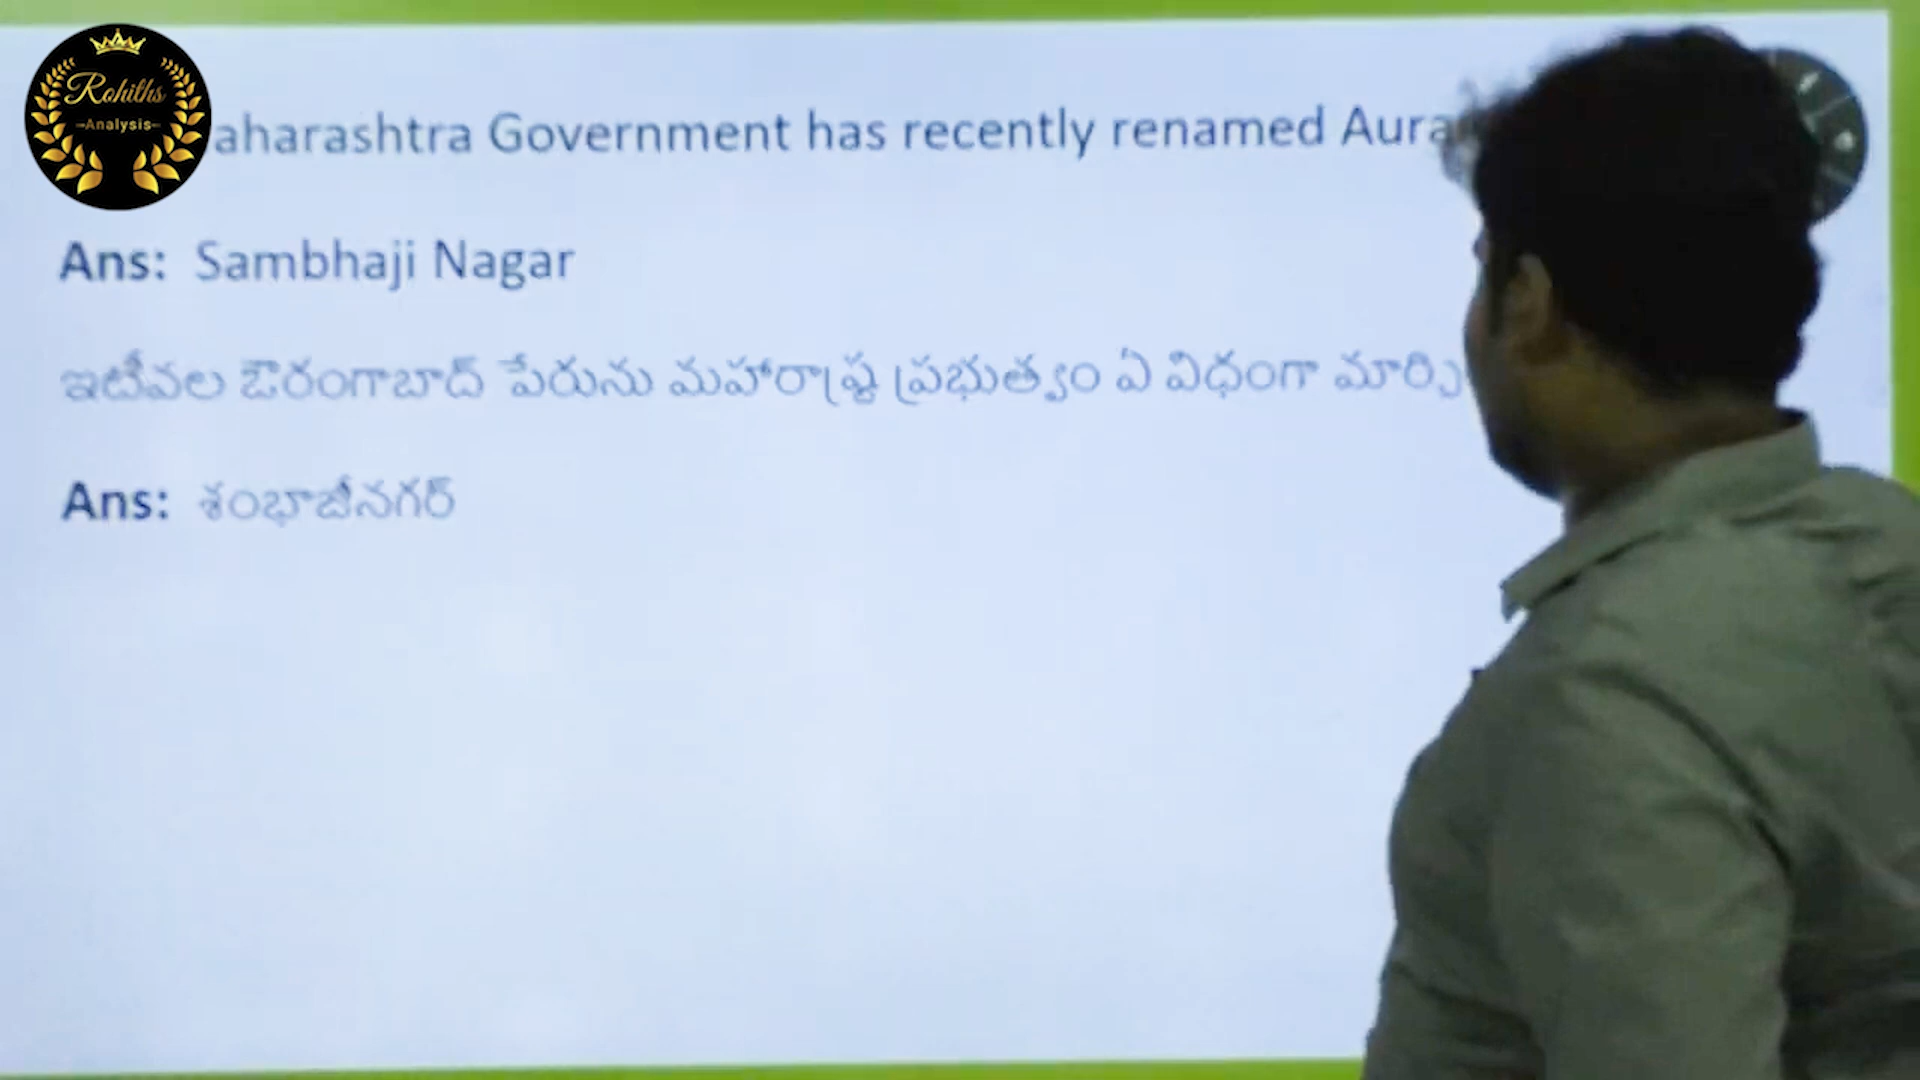 Rohiths
Analysis
aharashtra Government has recently renamed Aura
Ans: Sambhaji Nagar
ఇటీవల ఔరంగాబాద్ పేరును మహారాష్ట్ర ప్రభుత్వం ఏ విధంగా మార్చి
Ans: శంభాజీనగర్